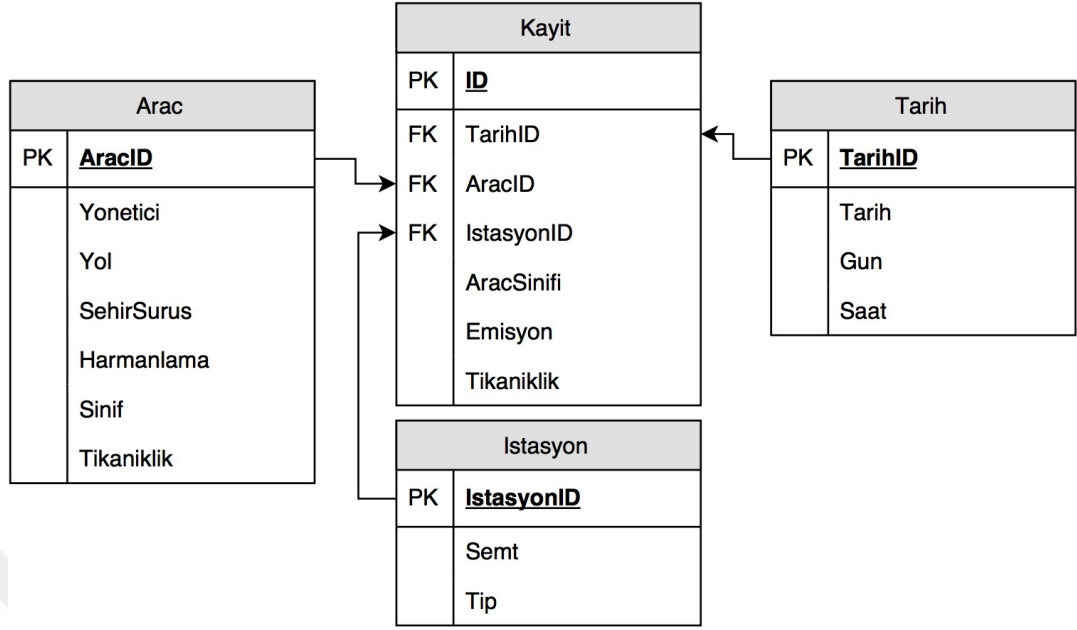 Kayit
PK ID
FK TarihID
FK AracID
FK IstasyonID
AracSinifi
Emisyon
Tikaniklik
Arac
PK AracID
Yonetici
Yol
SehirSurus
Harmanlama
Sinif
Tikaniklik
Tarih
PK TarihID
Tarih
Gun
Saat
Istasyon
PK IstasyonID
Semt
Tip